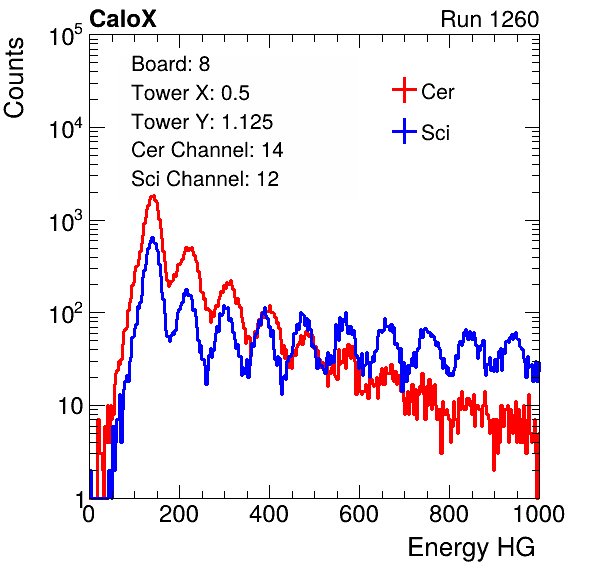 CaloX Run 1260
Counts
10^5
10^4
10^3
10^2
10
1
Board: 8
Tower X: 0.5
Tower Y: 1.125
Cer Channel: 14
Sci Channel: 12
Cer
Sci
0 200 400 600 800 1000
Energy HG